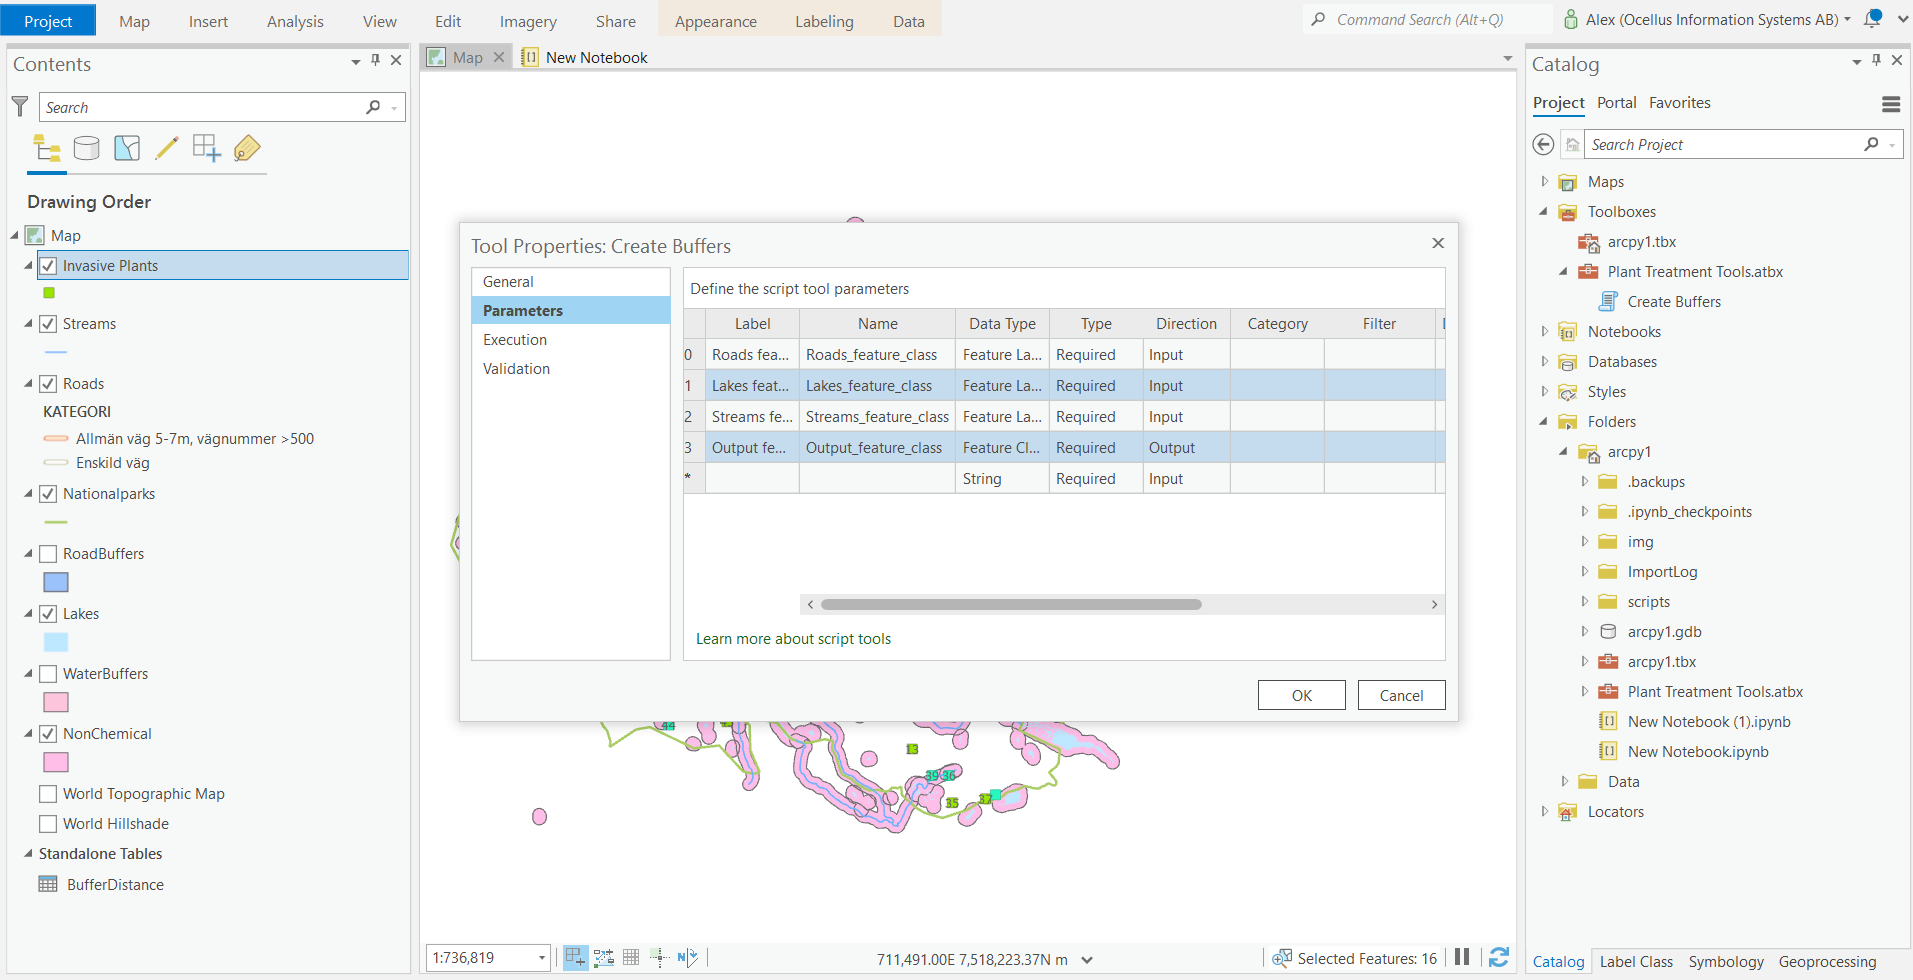 Project Map Insert Analysis View Edit Imagery Share Appearance Labeling Data Command Search (Alt+Q) Alex (Ocellus Information Systems AB)
Contents
Search
Drawing Order
Map
Invasive Plants
Streams
Roads
KATEGORI
Allmän väg 5-7m, vägnummer >500
Enskild väg
Nationalparks
RoadBuffers
Lakes
WaterBuffers
NonChemical
World Topographic Map
World Hillshade
Standalone Tables
BufferDistance
Map New Notebook
Tool Properties: Create Buffers
General
Parameters
Execution
Validation
Define the script tool parameters
Label Name Data Type Type Direction Category Filter
0 Roads fea... Roads_feature_class Feature La... Required Input
1 Lakes feat... Lakes_feature_class Feature La... Required Input
2 Streams fe... Streams_feature_class Feature La... Required Input
3 Output fe... Output_feature_class Feature Cl... Required Output
* String Required Input
Learn more about script tools
OK Cancel
44
13
39 36
35 37
1:736,819 711,491.00E 7,518,223.37N m Selected Features: 16
Catalog
Project Portal Favorites
Search Project
Maps
Toolboxes
arcpy1.tbx
Plant Treatment Tools.atbx
Create Buffers
Notebooks
Databases
Styles
Folders
arcpy1
.backups
.ipynb_checkpoints
img
ImportLog
scripts
arcpy1.gdb
arcpy1.tbx
Plant Treatment Tools.atbx
New Notebook (1).ipynb
New Notebook.ipynb
Data
Locators
Catalog Label Class Symbology Geoprocessing